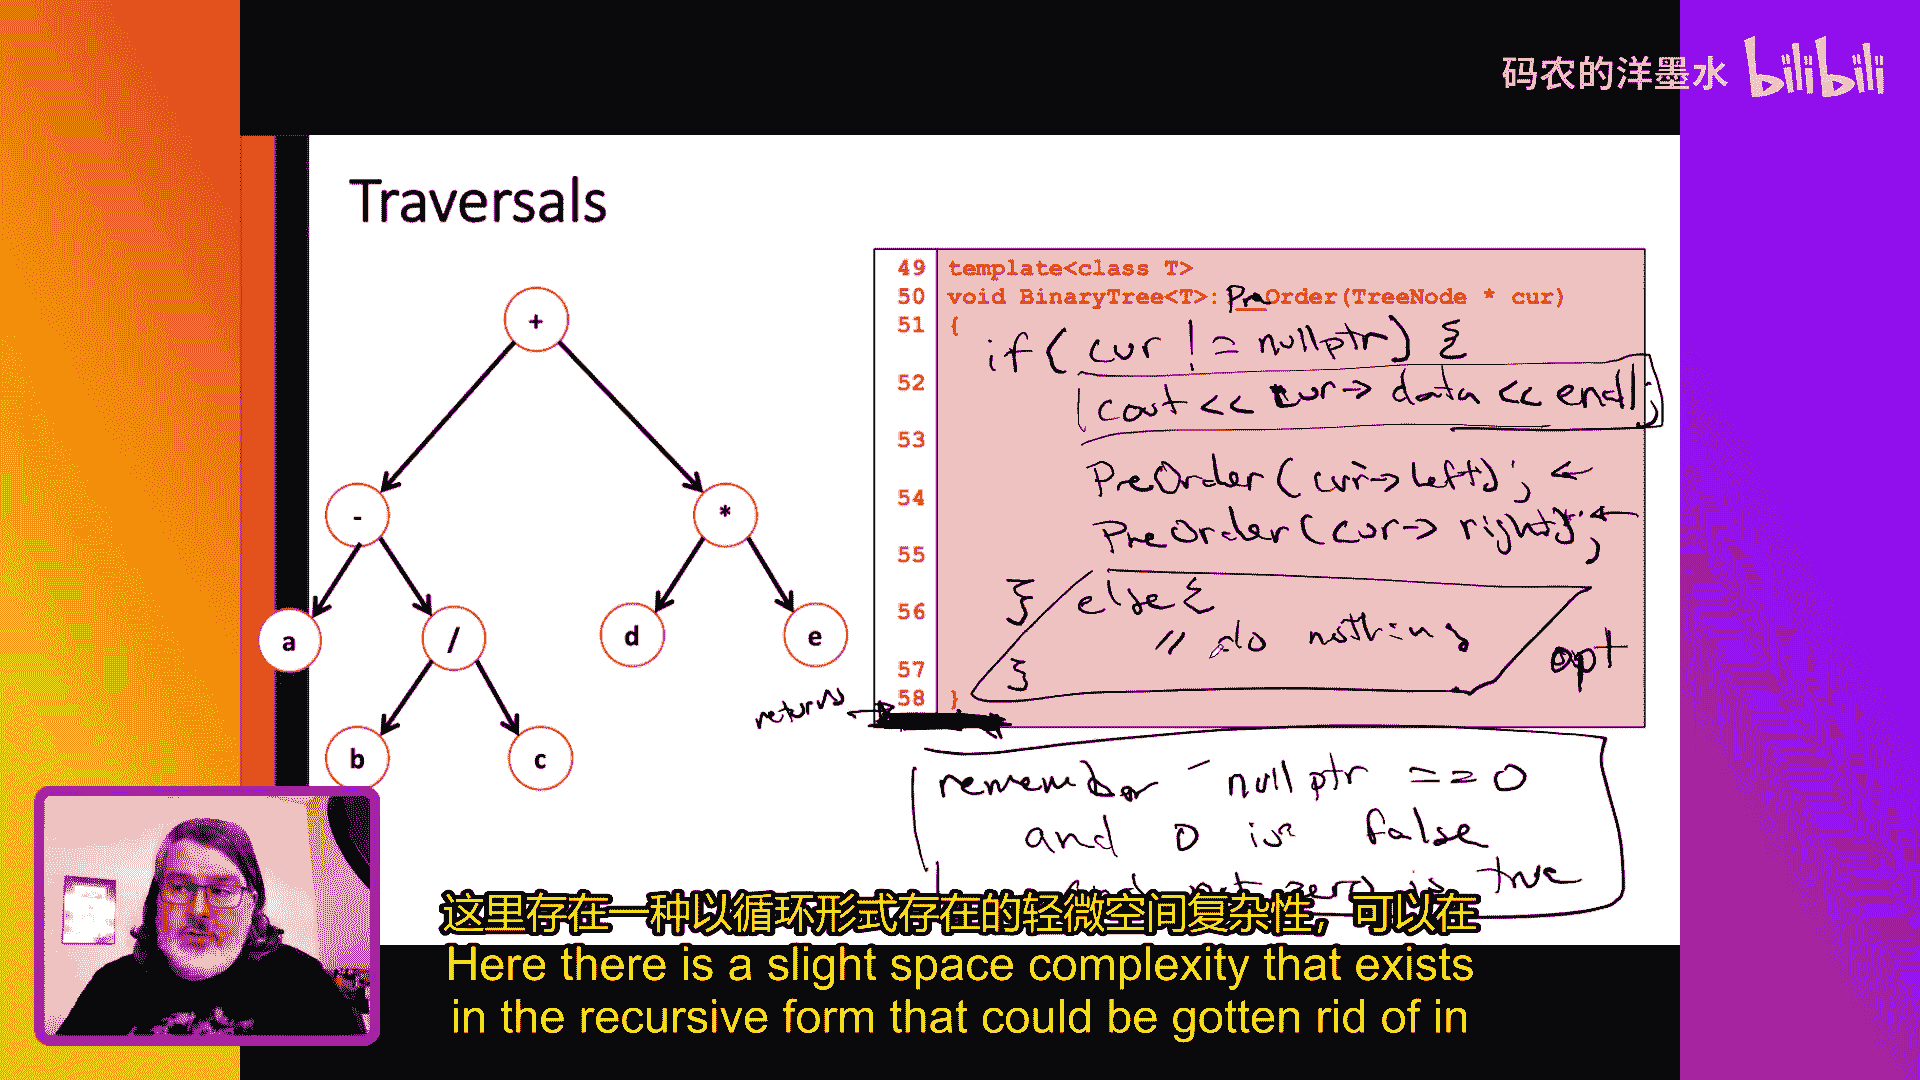 码农的洋墨水 bilibili
Traversals
+
-
*
a
/
d
e
b
c
49 template<class T>
50 void BinaryTree<T>::PreOrder(TreeNode * cur)
51 {
if( cur != nullptr) {
52
cout << cur-> data << endl;
53
PreOrder( cur->left);
54
PreOrder(cur-> right);
55
} else {
56
// do nothing
opt
57
}
58 }
returns
remember nullptr == 0
and 0 is false
and not zero is true
这里存在一种以循环形式存在的轻微空间复杂性，可以在
Here there is a slight space complexity that exists
in the recursive form that could be gotten rid of in